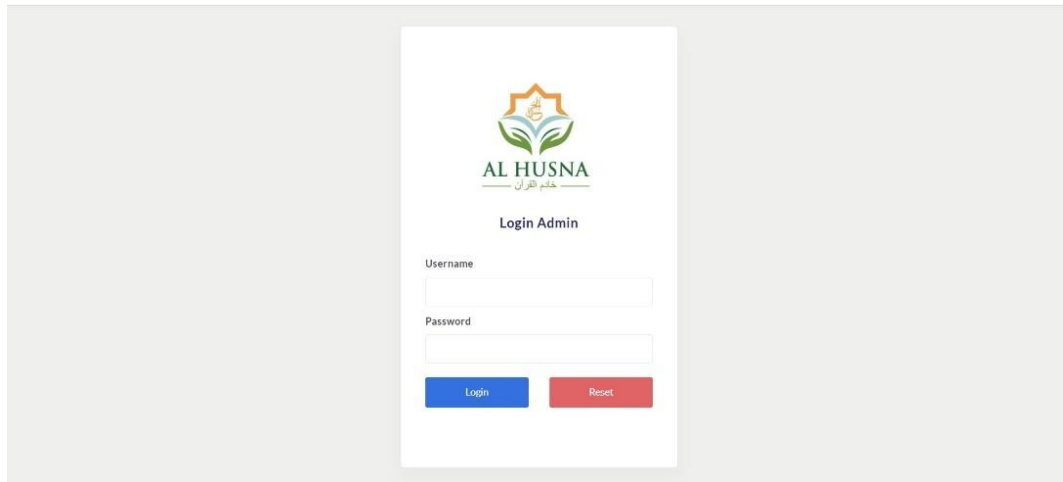 AL HUSNA
خادم القرآن
Login Admin
Username
Password
Login Reset